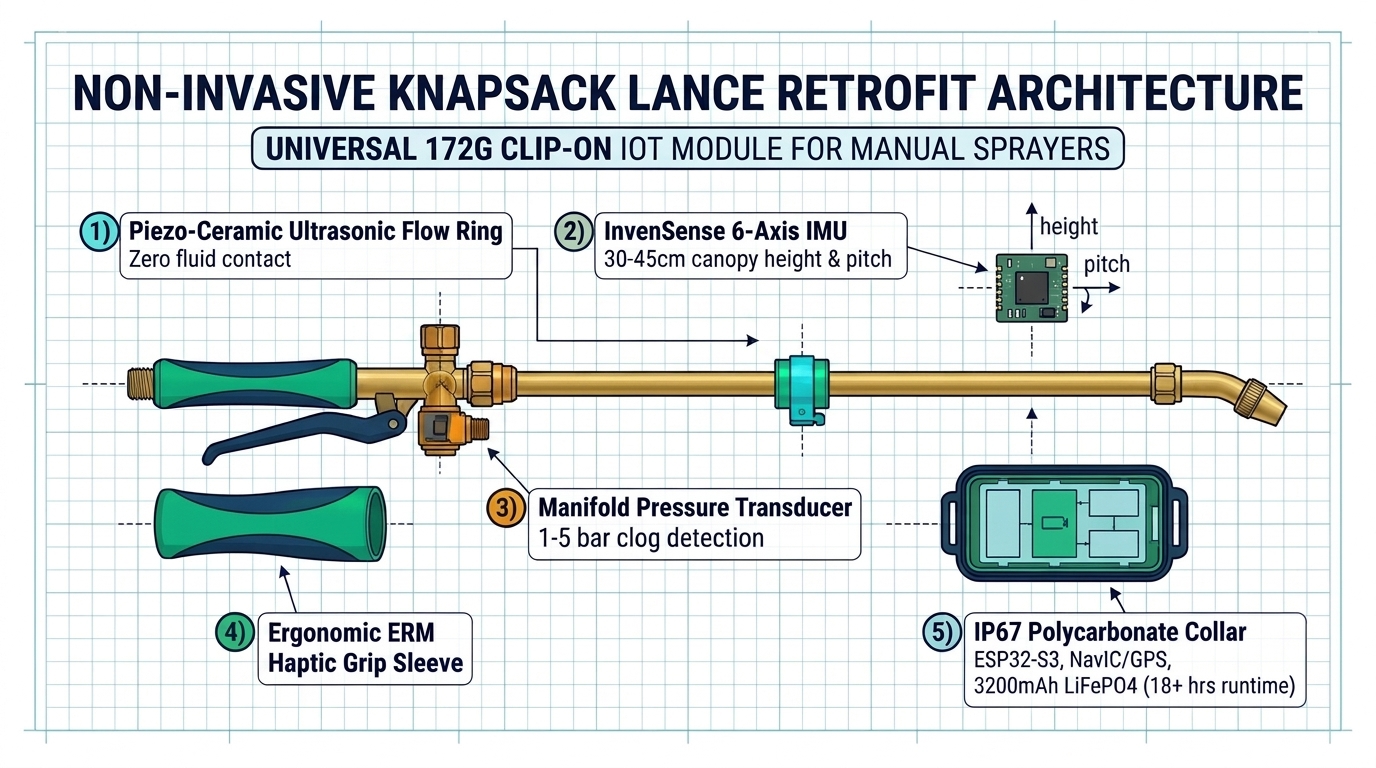 NON-INVASIVE KNAPSACK LANCE RETROFIT ARCHITECTURE
UNIVERSAL 172G CLIP-ON IOT MODULE FOR MANUAL SPRAYERS
1) Piezo-Ceramic Ultrasonic Flow Ring
Zero fluid contact
2) InvenSense 6-Axis IMU
30-45cm canopy height & pitch
height
pitch
3) Manifold Pressure Transducer
1-5 bar clog detection
4) Ergonomic ERM
Haptic Grip Sleeve
5) IP67 Polycarbonate Collar
ESP32-S3, NavIC/GPS,
3200mAh LiFePO4 (18+ hrs runtime)